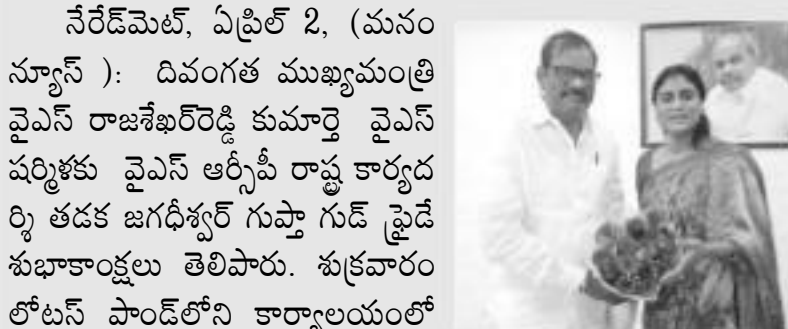 నేరేడ్‌మెట్, ఏప్రిల్ 2, (మనం
న్యూస్ ): దివంగత ముఖ్యమంత్రి
వైఎస్ రాజశేఖర్‌రెడ్డి కుమార్తె వైఎస్
షర్మిళకు వైఎస్ ఆర్సీపీ రాష్ట్ర కార్యద
ర్శి తడక జగధీశ్వర్ గుప్తా గుడ్ ఫ్రైడే
శుభాకాంక్షలు తెలిపారు. శుక్రవారం
లోటస్ పాండ్‌లోని కార్యాలయంలో